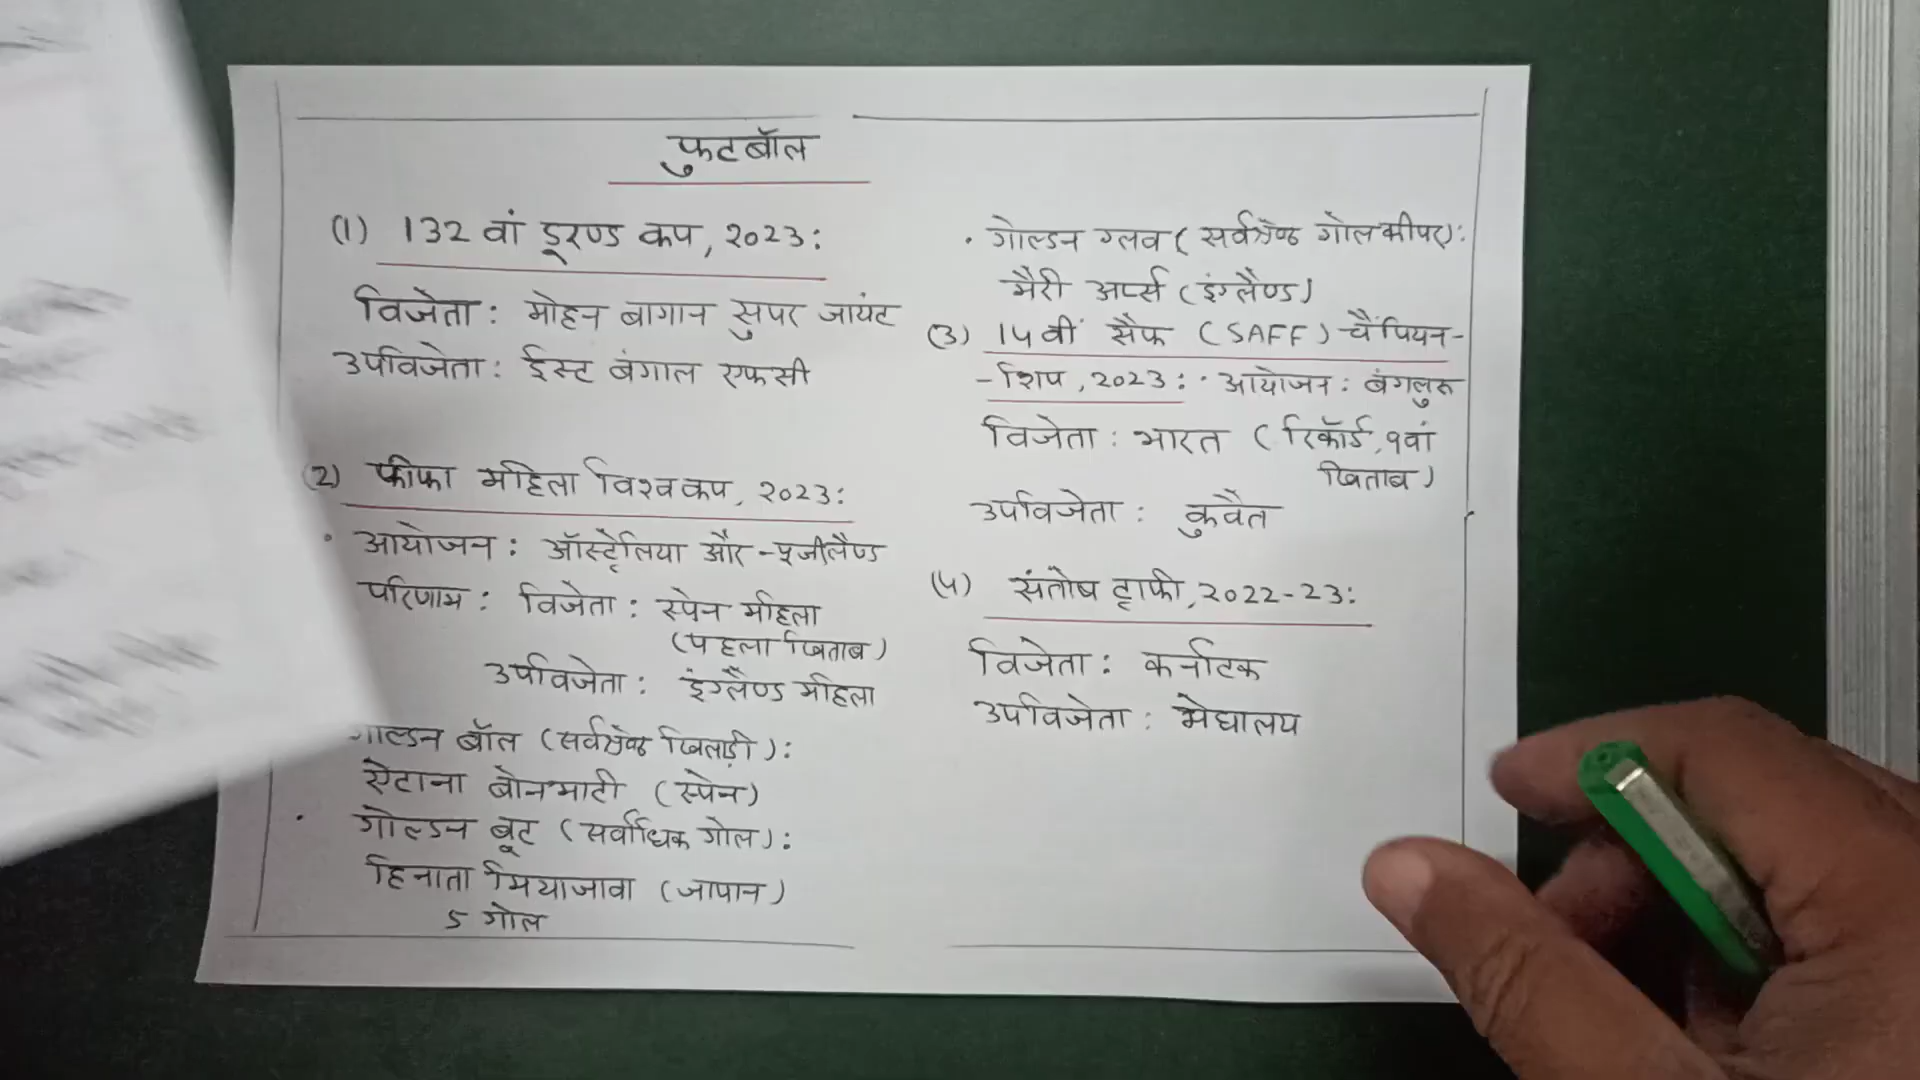 फुटबॉल
(1) 132 वां डूरण्ड कप, 2023:
विजेता: मोहन बागान सुपर जायंट
उपविजेता: ईस्ट बंगाल एफसी
(2) फीफा महिला विश्वकप, 2023:
• आयोजन: ऑस्ट्रेलिया और न्यूजीलैण्ड
परिणाम: विजेता: स्पेन महिला
(पहला खिताब)
उपविजेता: इंग्लैण्ड महिला
गोल्डन बॉल (सर्वश्रेष्ठ खिलाड़ी):
ऐटाना बोनमाटी (स्पेन)
• गोल्डन बूट (सर्वाधिक गोल):
हिनाता मियाजावा (जापान)
5 गोल
• गोल्डन ग्लव (सर्वश्रेष्ठ गोलकीपर):
मैरी अर्प्स (इंग्लैण्ड)
(3) 14वीं सैफ (SAFF) चैंपियन-
-शिप, 2023: • आयोजन: बंगलुरू
विजेता: भारत (रिकॉर्ड, 9वां
खिताब)
उपविजेता: कुवैत
(4) संतोष ट्राफी, 2022-23:
विजेता: कर्नाटक
उपविजेता: मेघालय